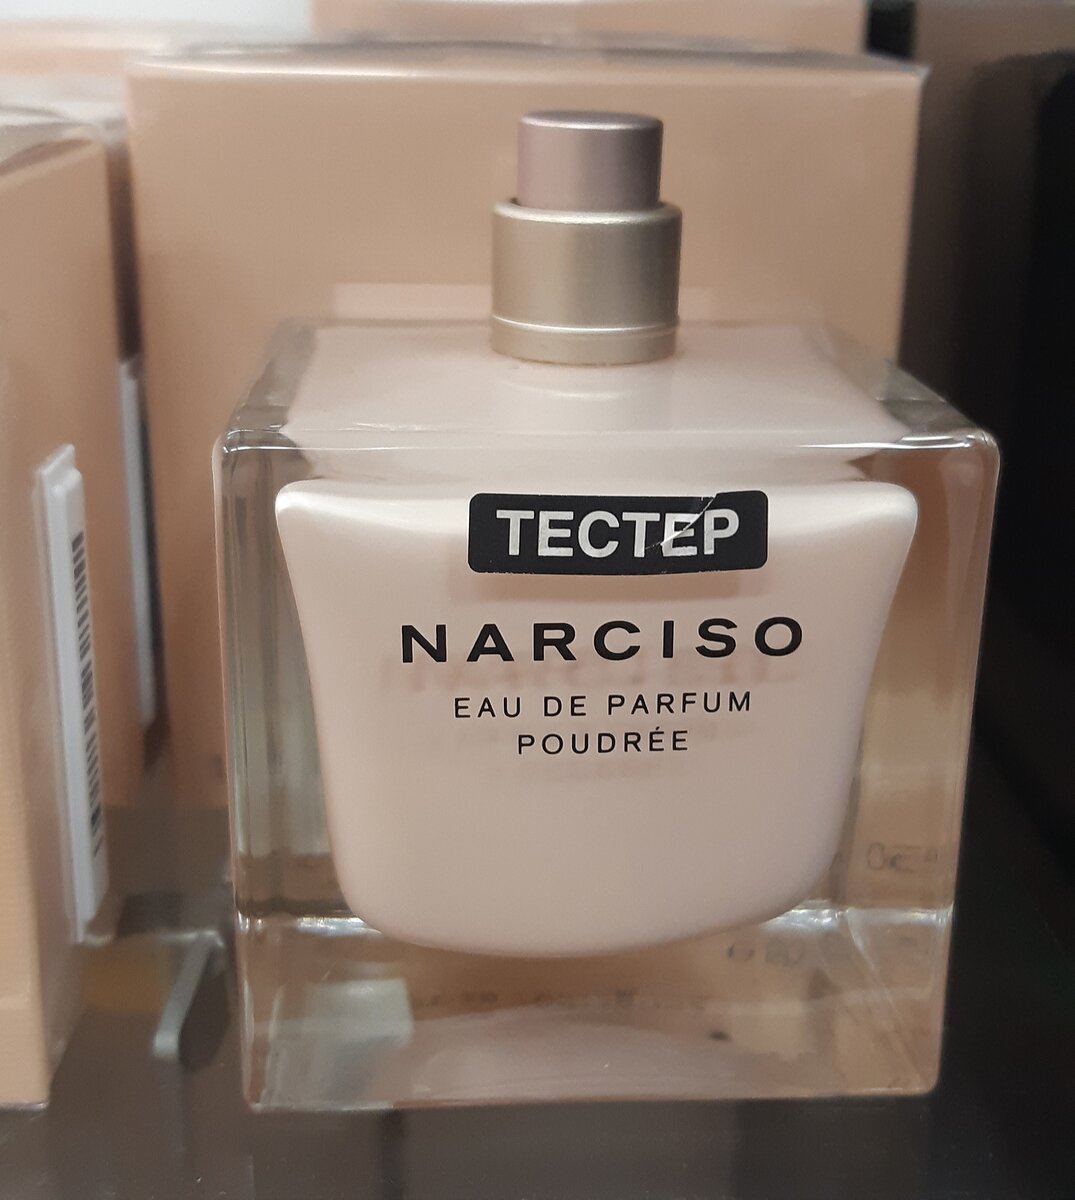 ТЕСТЕР
NARCISO
EAU DE PARFUM
POUDRÉE